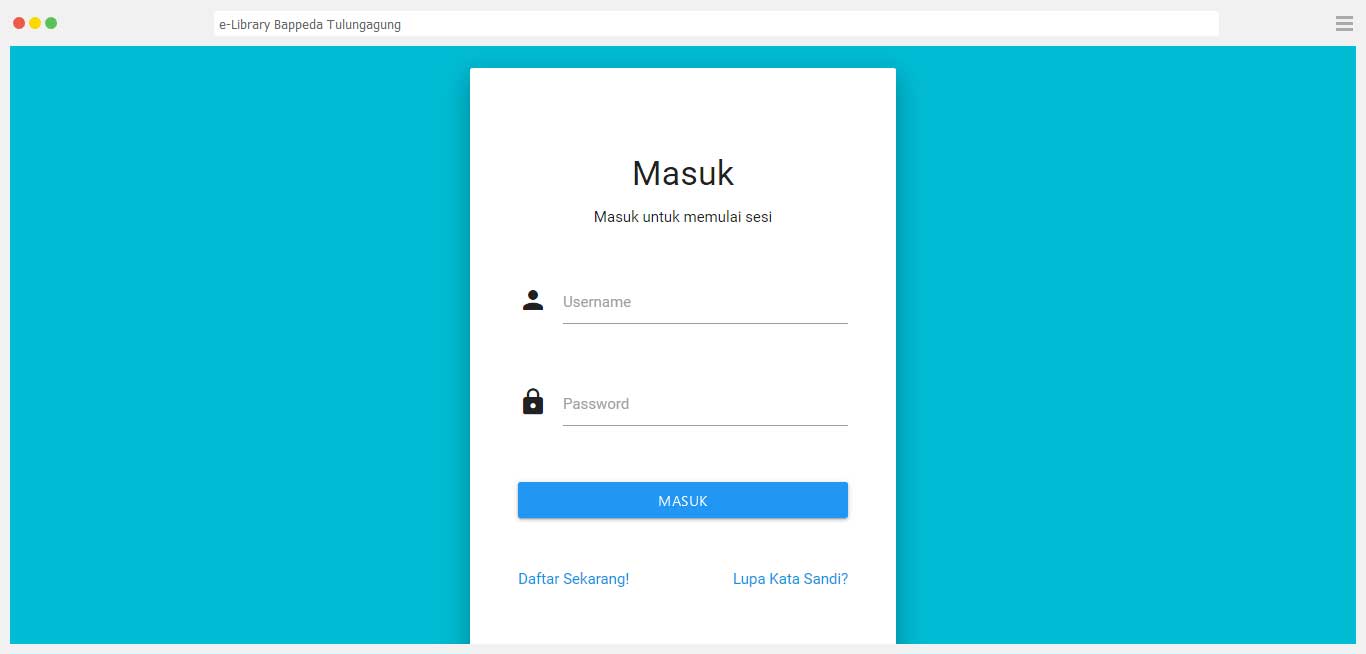 e-Library Bappeda Tulungagung
Masuk
Masuk untuk memulai sesi
Username
Password
MASUK
Daftar Sekarang! Lupa Kata Sandi?